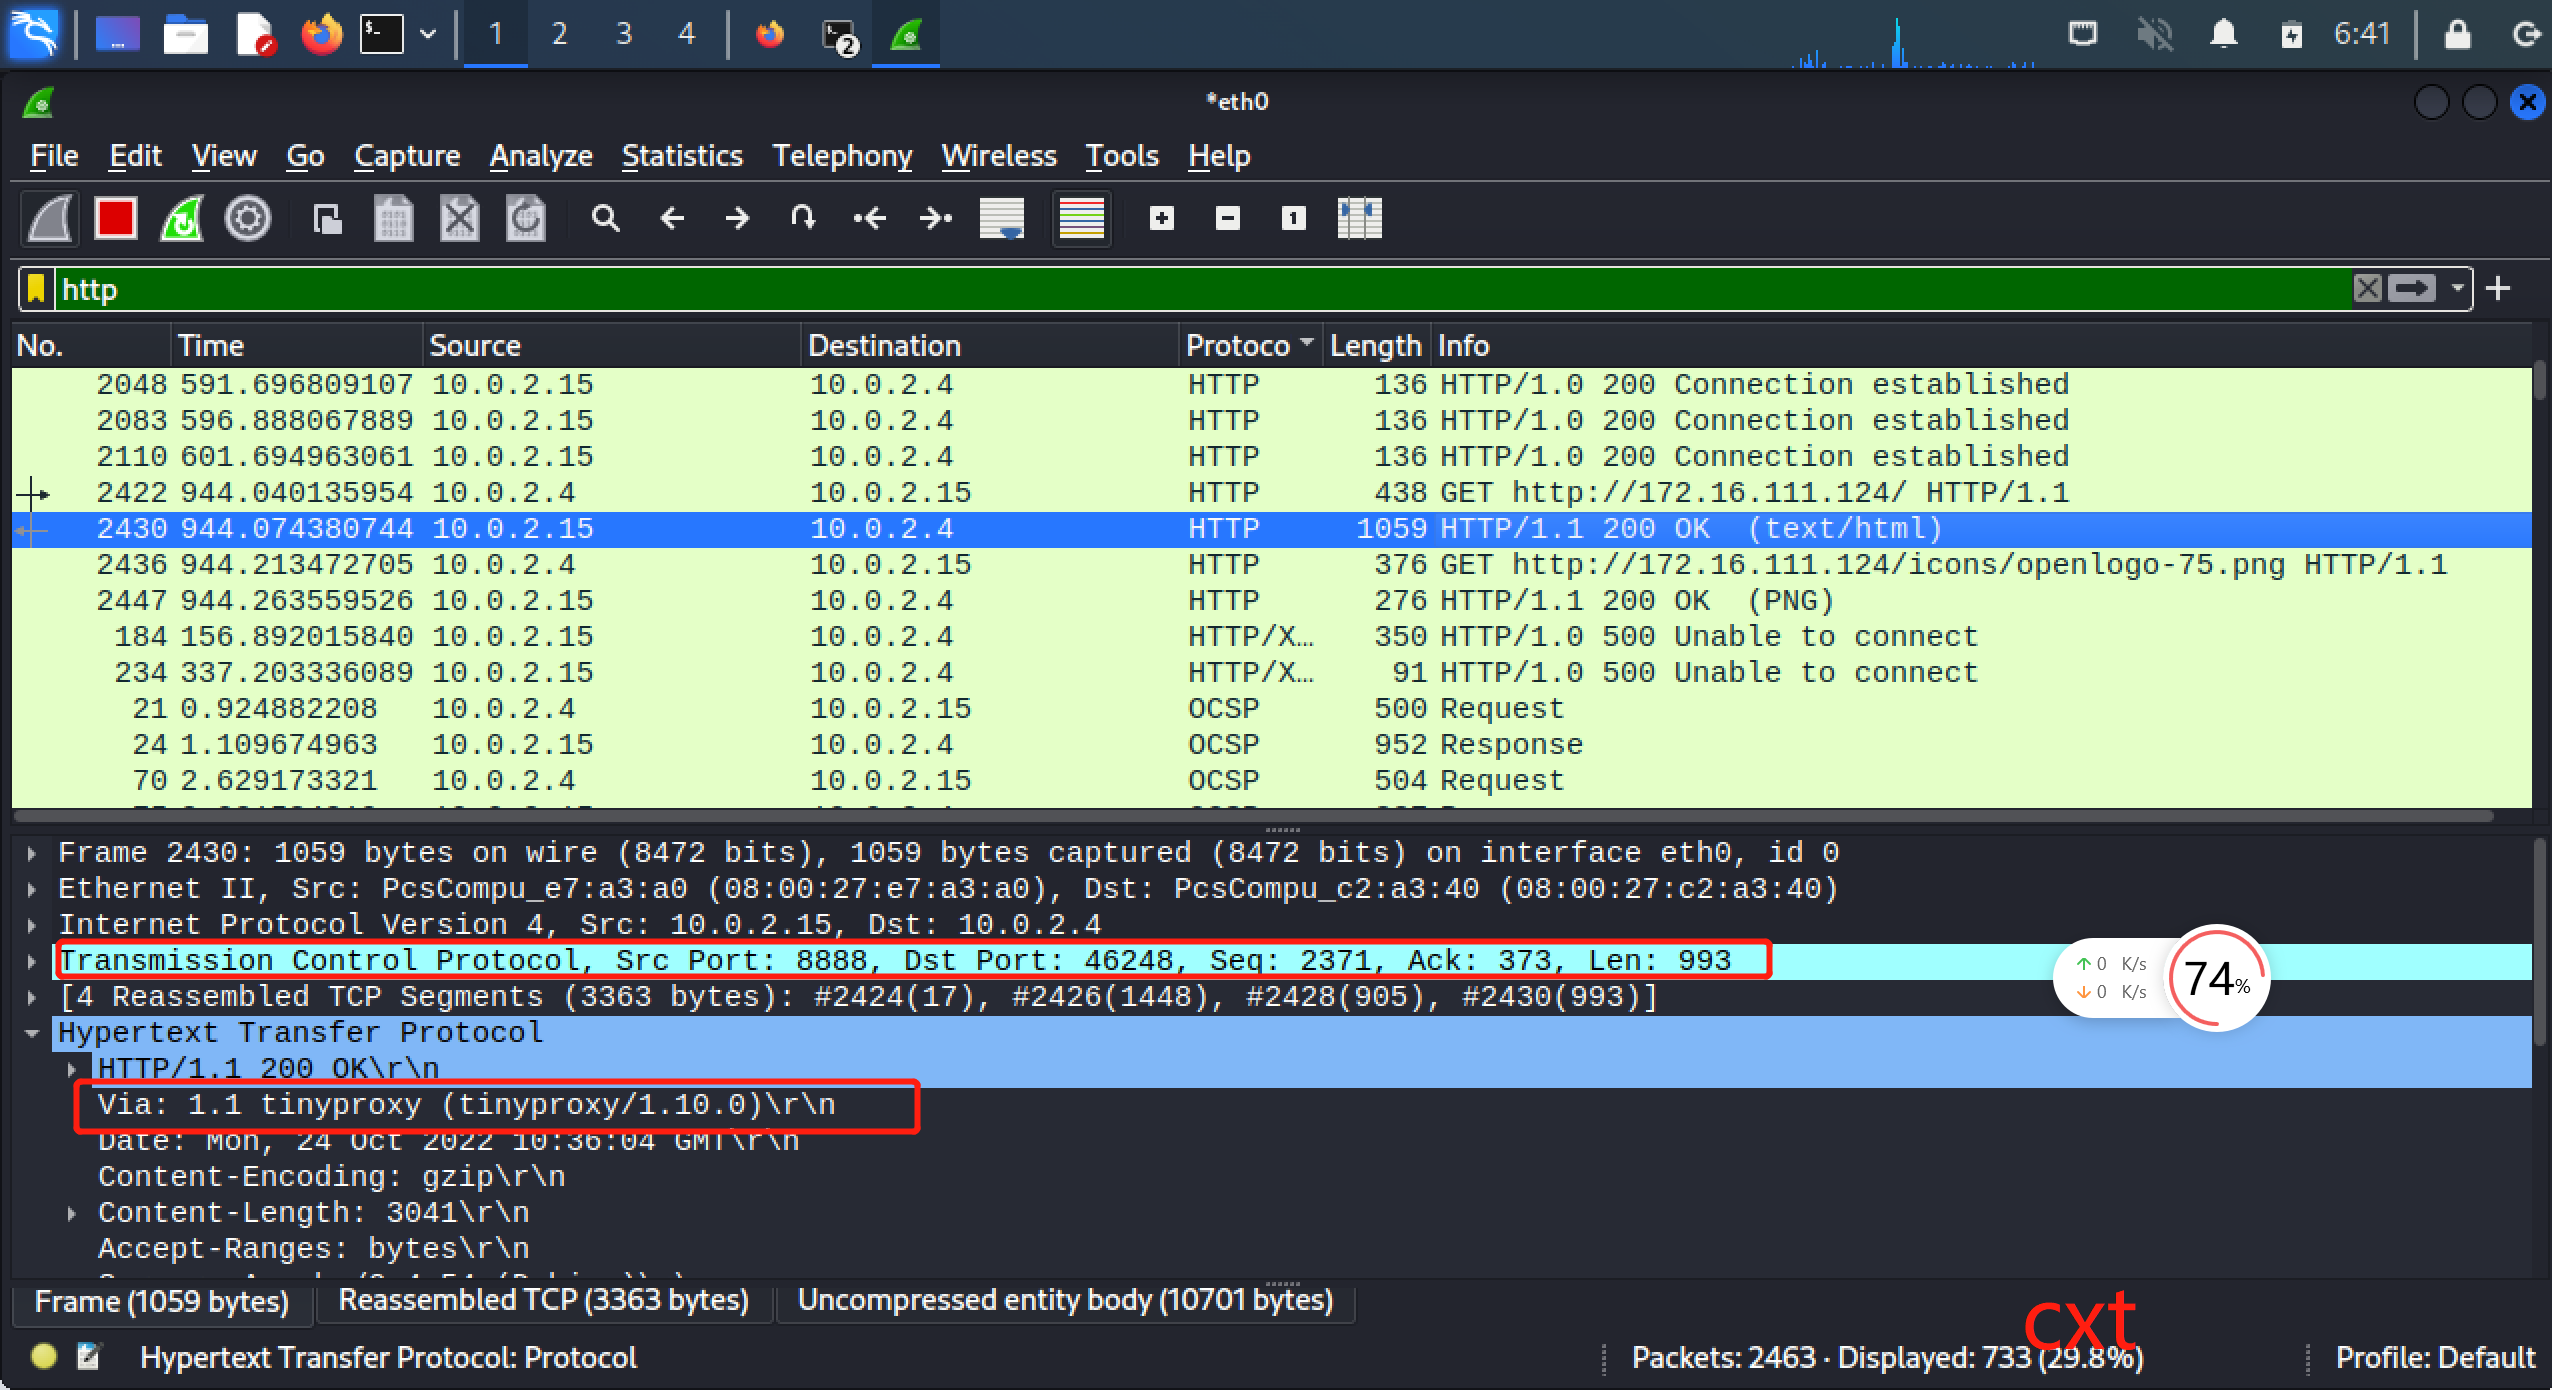 1 2 3 4 2 6:41
*eth0
File Edit View Go Capture Analyze Statistics Telephony Wireless Tools Help
http
No. Time Source Destination Protoco Length Info
2048 591.696809107 10.0.2.15 10.0.2.4 HTTP 136 HTTP/1.0 200 Connection established
2083 596.888067889 10.0.2.15 10.0.2.4 HTTP 136 HTTP/1.0 200 Connection established
2110 601.694963061 10.0.2.15 10.0.2.4 HTTP 136 HTTP/1.0 200 Connection established
2422 944.040135954 10.0.2.4 10.0.2.15 HTTP 438 GET http://172.16.111.124/ HTTP/1.1
2430 944.074380744 10.0.2.15 10.0.2.4 HTTP 1059 HTTP/1.1 200 OK (text/html)
2436 944.213472705 10.0.2.4 10.0.2.15 HTTP 376 GET http://172.16.111.124/icons/openlogo-75.png HTTP/1.1
2447 944.263559526 10.0.2.15 10.0.2.4 HTTP 276 HTTP/1.1 200 OK (PNG)
184 156.892015840 10.0.2.15 10.0.2.4 HTTP/X… 350 HTTP/1.0 500 Unable to connect
234 337.203336089 10.0.2.15 10.0.2.4 HTTP/X… 91 HTTP/1.0 500 Unable to connect
21 0.924882208 10.0.2.4 10.0.2.15 OCSP 500 Request
24 1.109674963 10.0.2.15 10.0.2.4 OCSP 952 Response
70 2.629173321 10.0.2.4 10.0.2.15 OCSP 504 Request
Frame 2430: 1059 bytes on wire (8472 bits), 1059 bytes captured (8472 bits) on interface eth0, id 0
Ethernet II, Src: PcsCompu_e7:a3:a0 (08:00:27:e7:a3:a0), Dst: PcsCompu_c2:a3:40 (08:00:27:c2:a3:40)
Internet Protocol Version 4, Src: 10.0.2.15, Dst: 10.0.2.4
Transmission Control Protocol, Src Port: 8888, Dst Port: 46248, Seq: 2371, Ack: 373, Len: 993
[4 Reassembled TCP Segments (3363 bytes): #2424(17), #2426(1448), #2428(905), #2430(993)]
Hypertext Transfer Protocol
HTTP/1.1 200 OK\r\n
Via: 1.1 tinyproxy (tinyproxy/1.10.0)\r\n
Date: Mon, 24 Oct 2022 10:36:04 GMT\r\n
Content-Encoding: gzip\r\n
Content-Length: 3041\r\n
Accept-Ranges: bytes\r\n
↑ 0 K/s
↓ 0 K/s
74%
Frame (1059 bytes) Reassembled TCP (3363 bytes) Uncompressed entity body (10701 bytes)
cxt
Hypertext Transfer Protocol: Protocol Packets: 2463 · Displayed: 733 (29.8%) Profile: Default